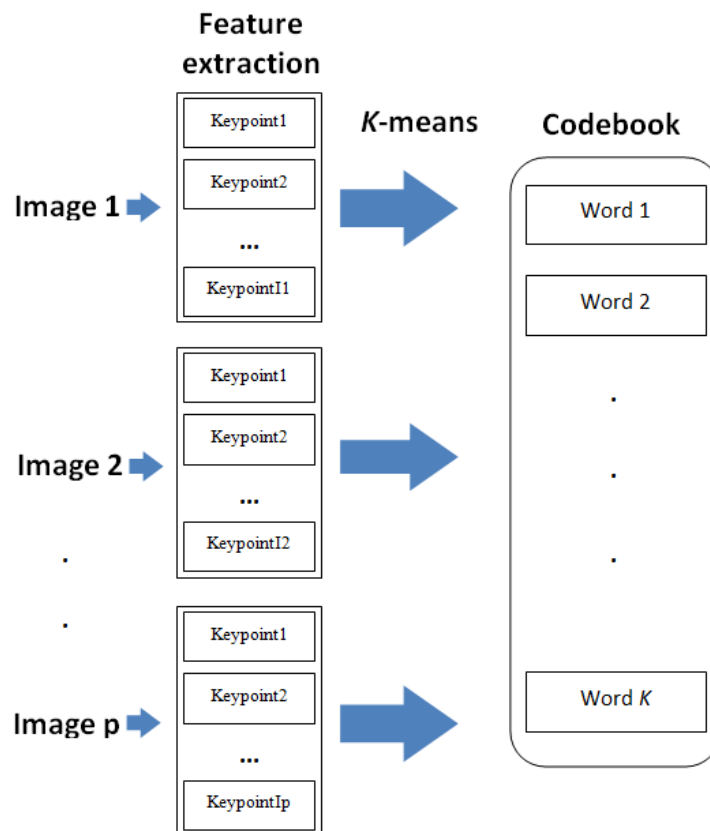 Feature
extraction
K-means
Codebook
Image 1
Keypoint1
Keypoint2
...
KeypointI1
Word 1
Word 2
.
.
.
Word K
Image 2
Keypoint1
Keypoint2
...
KeypointI2
.
.
Image p
Keypoint1
Keypoint2
...
KeypointIp